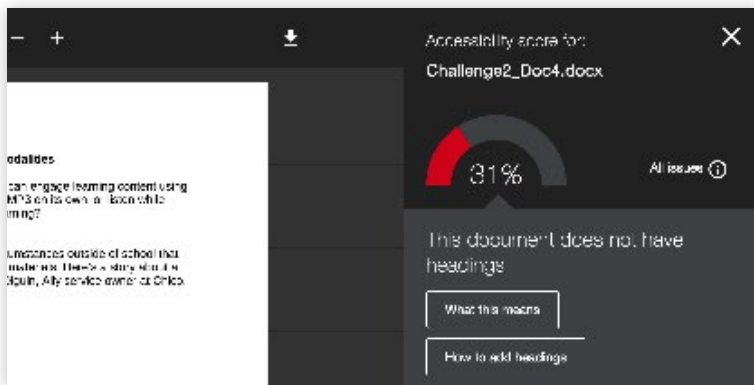 odalities
can engage learning content using
MP3 on its own, or listen while
rning?
umstances outside of school that
materials. Here's a story about a
olguin, Ally service owner at Chico.
Accessibility score for:
Challenge2_Doc4.docx
31%
All issues
This document does not have
headings
What this means
How to add headings